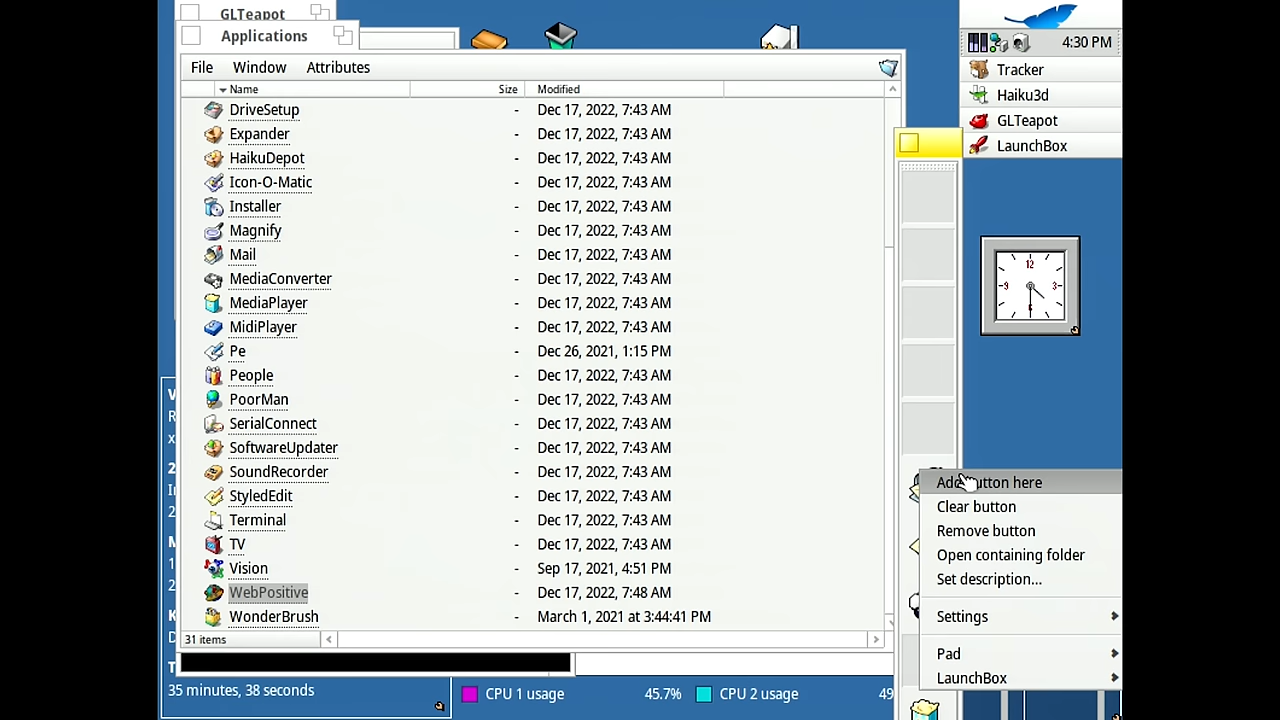 GLTeapot
Applications
4:30 PM
File Window Attributes
Tracker
Name Size Modified
Haiku3d
DriveSetup - Dec 17, 2022, 7:43 AM
GLTeapot
Expander - Dec 17, 2022, 7:43 AM
LaunchBox
HaikuDepot - Dec 17, 2022, 7:43 AM
Icon-O-Matic - Dec 17, 2022, 7:43 AM
Installer - Dec 17, 2022, 7:43 AM
Magnify - Dec 17, 2022, 7:43 AM
Mail - Dec 17, 2022, 7:43 AM
12
MediaConverter - Dec 17, 2022, 7:43 AM
9 3
MediaPlayer - Dec 17, 2022, 7:43 AM
MidiPlayer - Dec 17, 2022, 7:43 AM
Pe - Dec 26, 2021, 1:15 PM
People - Dec 17, 2022, 7:43 AM
PoorMan - Dec 17, 2022, 7:43 AM
SerialConnect - Dec 17, 2022, 7:43 AM
SoftwareUpdater - Dec 17, 2022, 7:43 AM
SoundRecorder - Dec 17, 2022, 7:43 AM
Add button here
StyledEdit - Dec 17, 2022, 7:43 AM
Clear button
Terminal - Dec 17, 2022, 7:43 AM
Remove button
TV - Dec 17, 2022, 7:43 AM
Open containing folder
Vision - Sep 17, 2021, 4:51 PM
Set description...
WebPositive - Dec 17, 2022, 7:48 AM
WonderBrush - March 1, 2021 at 3:44:41 PM
Settings
31 items
Pad
LaunchBox
35 minutes, 38 seconds
CPU 1 usage 45.7% CPU 2 usage 49